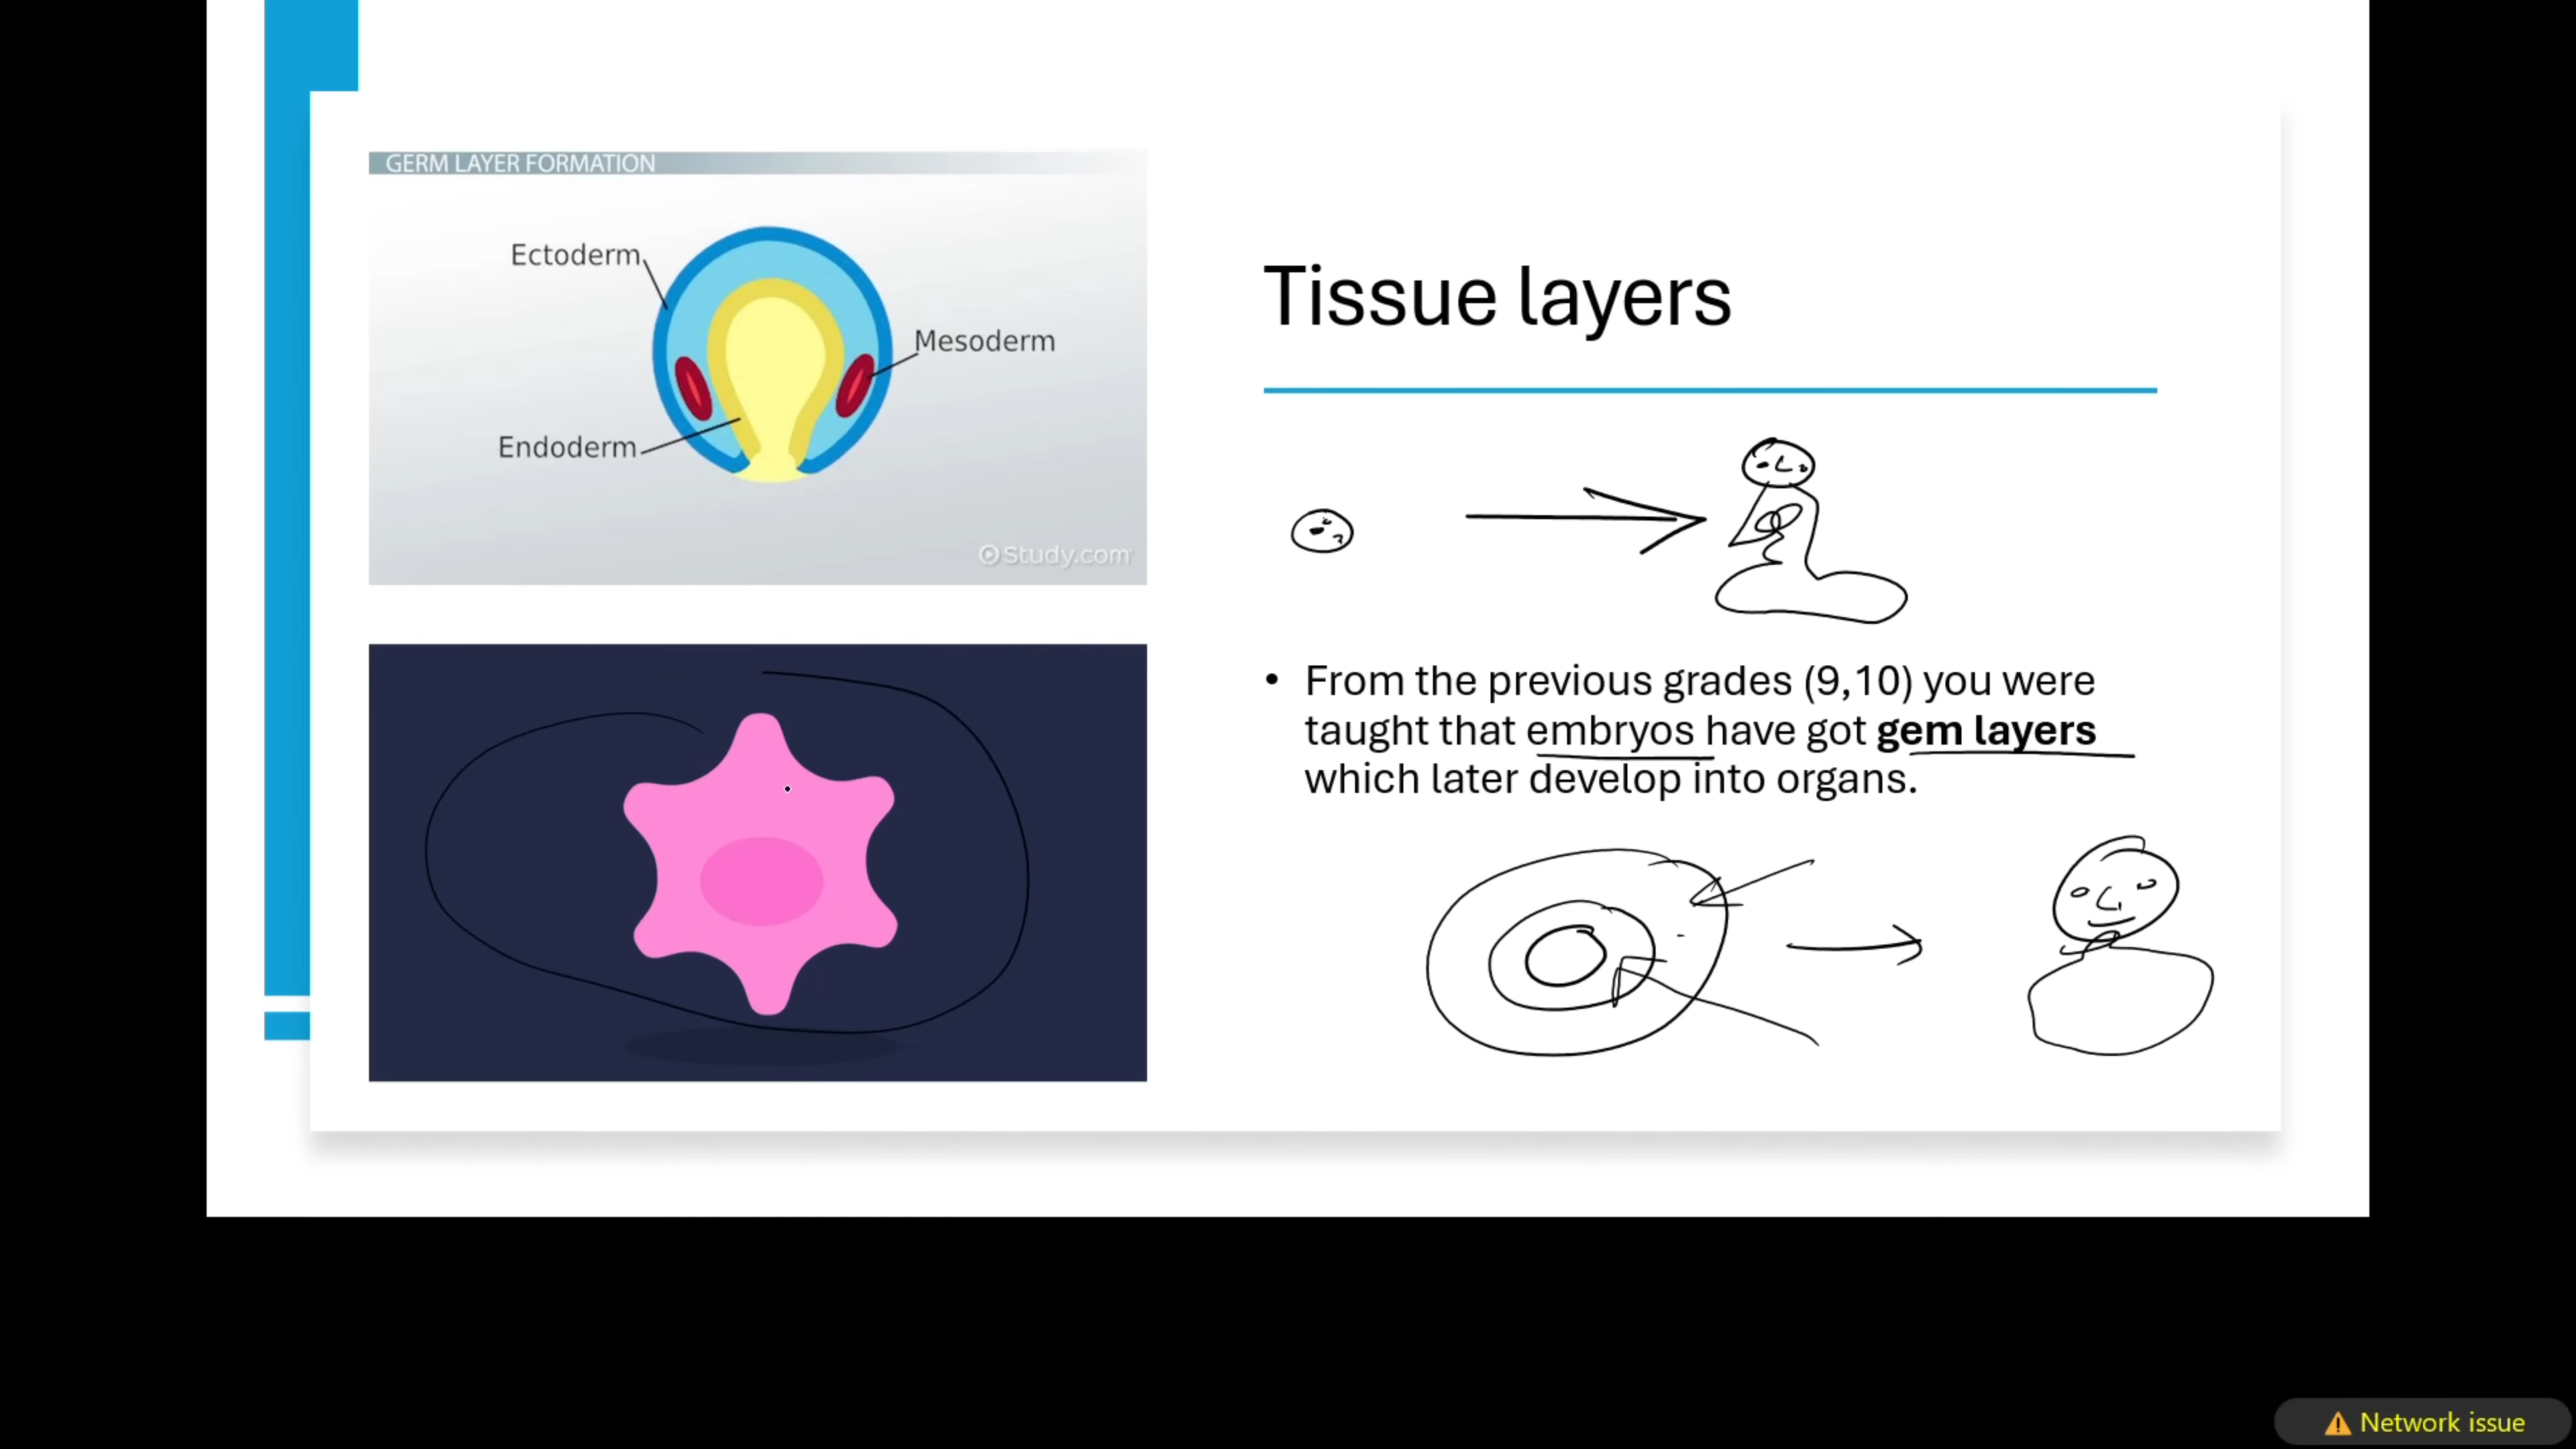 GERM LAYER FORMATION
Ectoderm
Mesoderm
Endoderm
Study.com
Tissue layers
• From the previous grades (9,10) you were
taught that embryos have got gem layers
which later develop into organs.
⚠ Network issue